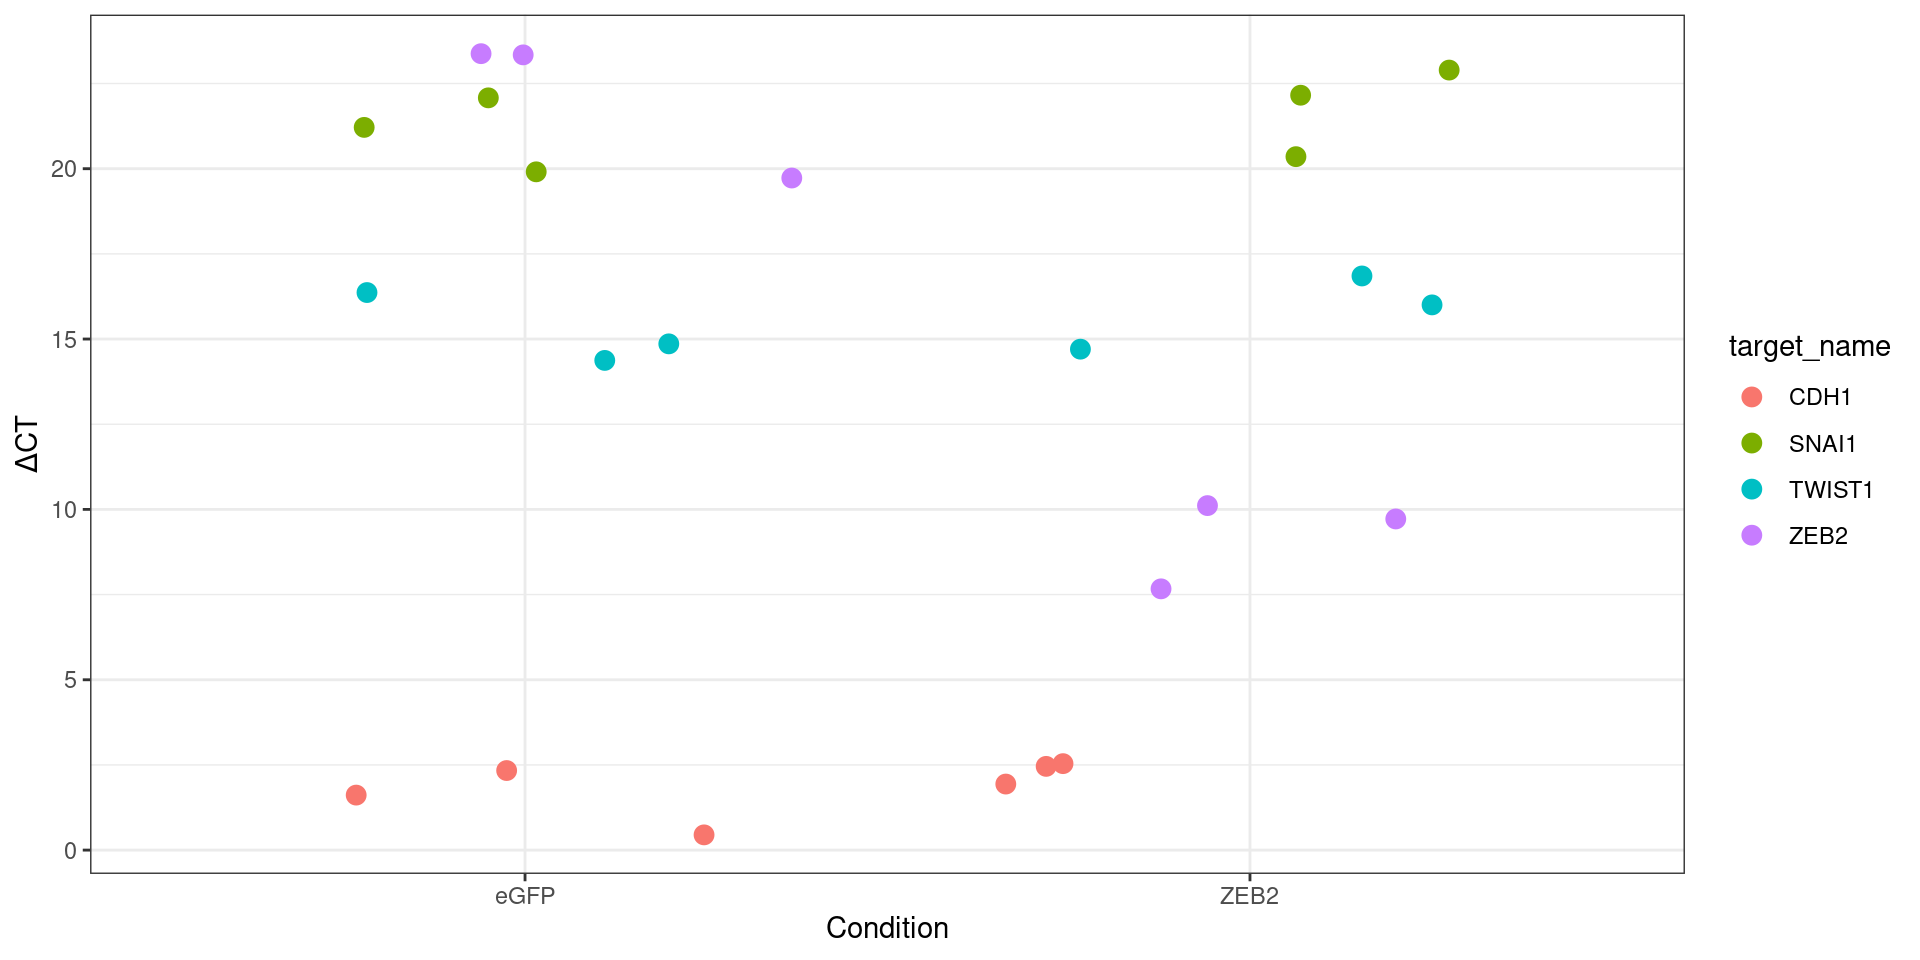 20
15
10
5
0
ΔCT
eGFP
ZEB2
Condition
target_name
CDH1
SNAI1
TWIST1
ZEB2